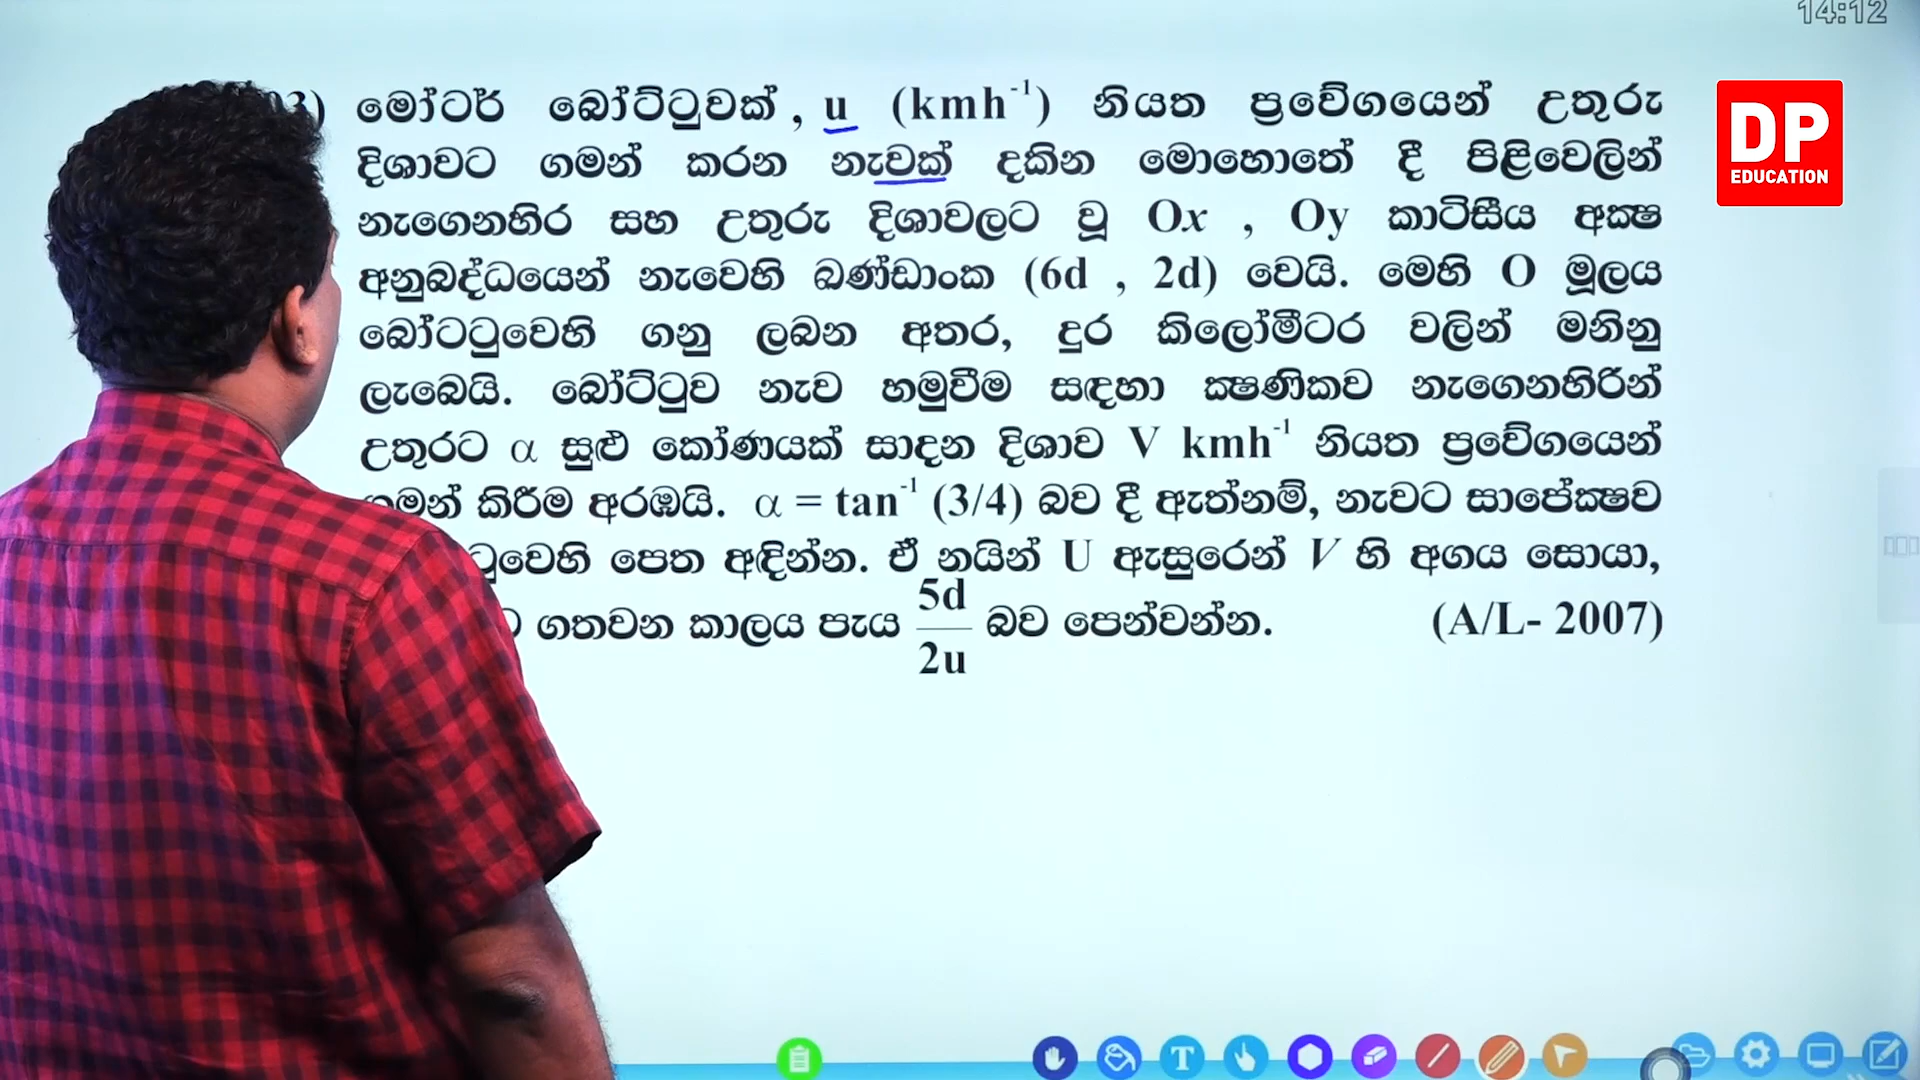 14:12
3) මෝටර් බෝට්ටුවක් , u (kmh⁻¹) නියත ප්‍රවේගයෙන් උතුරු
DP
EDUCATION
දිශාවට ගමන් කරන නැවක් දකින මොහොතේ දී පිළිවෙලින්
නැගෙනහිර සහ උතුරු දිශාවලට වූ Ox , Oy කාටිසීය අක්‍ෂ
අනුබද්ධයෙන් නැවෙහි ඛණ්ඩාංක (6d , 2d) වෙයි. මෙහි O මූලය
බෝටටුවෙහි ගනු ලබන අතර, දුර කිලෝමීටර වලින් මනිනු
ලැබෙයි. බෝට්ටුව නැව හමුවීම සඳහා ක්‍ෂණිකව නැගෙනහිරින්
උතුරට α සුළු කෝණයක් සාදන දිශාව V kmh⁻¹ නියත ප්‍රවේගයෙන්
ගමන් කිරීම අරඹයි. α = tan⁻¹ (3/4) බව දී ඇත්නම්, නැවට සාපේක්‍ෂව
ටුවෙහි පෙත අඳින්න. ඒ නයින් U ඇසුරෙන් V හි අගය සොයා,
ගතවන කාලය පැය 5d/2u බව පෙන්වන්න. (A/L- 2007)